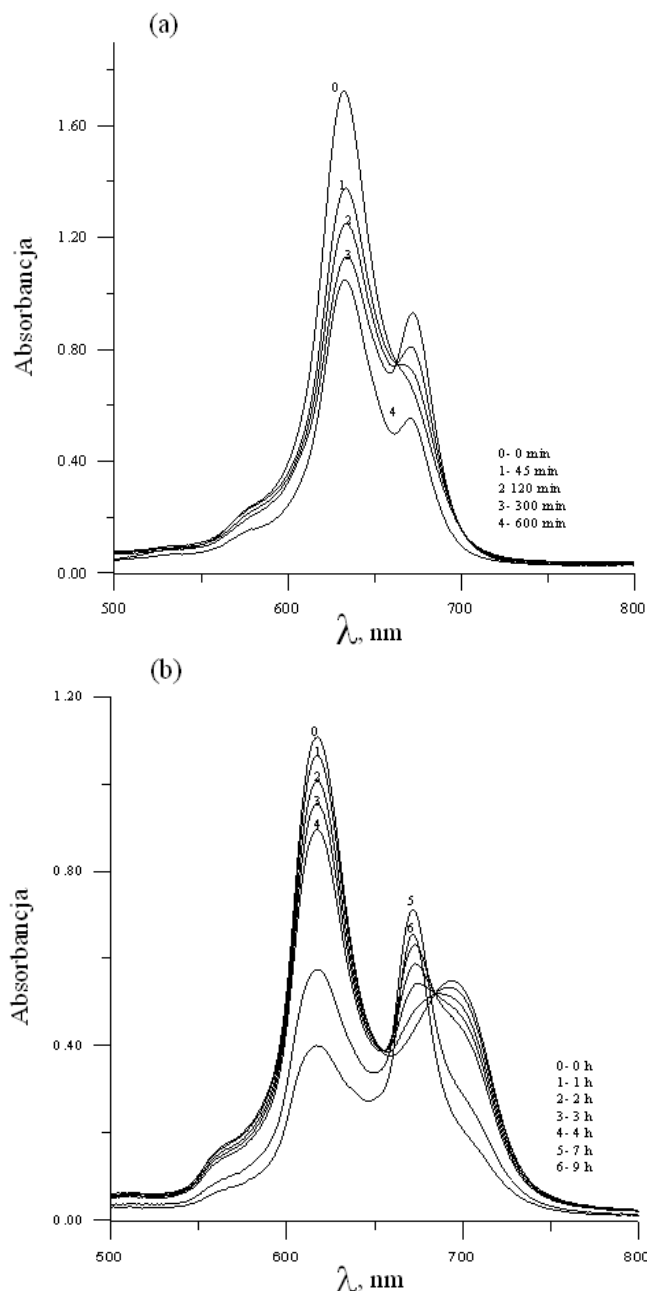 (a)
1.60
1.20
0.80
0.40
0.00
Absorbancja
0
1
2
3
4
0- 0 min
1- 45 min
2 120 min
3- 300 min
4- 600 min
500
600
700
800
λ, nm
(b)
1.20
0.80
0.40
0.00
Absorbancja
0
1
2
3
4
5
6
0- 0 h
1- 1 h
2- 2 h
3- 3 h
4- 4 h
5- 7 h
6- 9 h
500
600
700
800
λ, nm